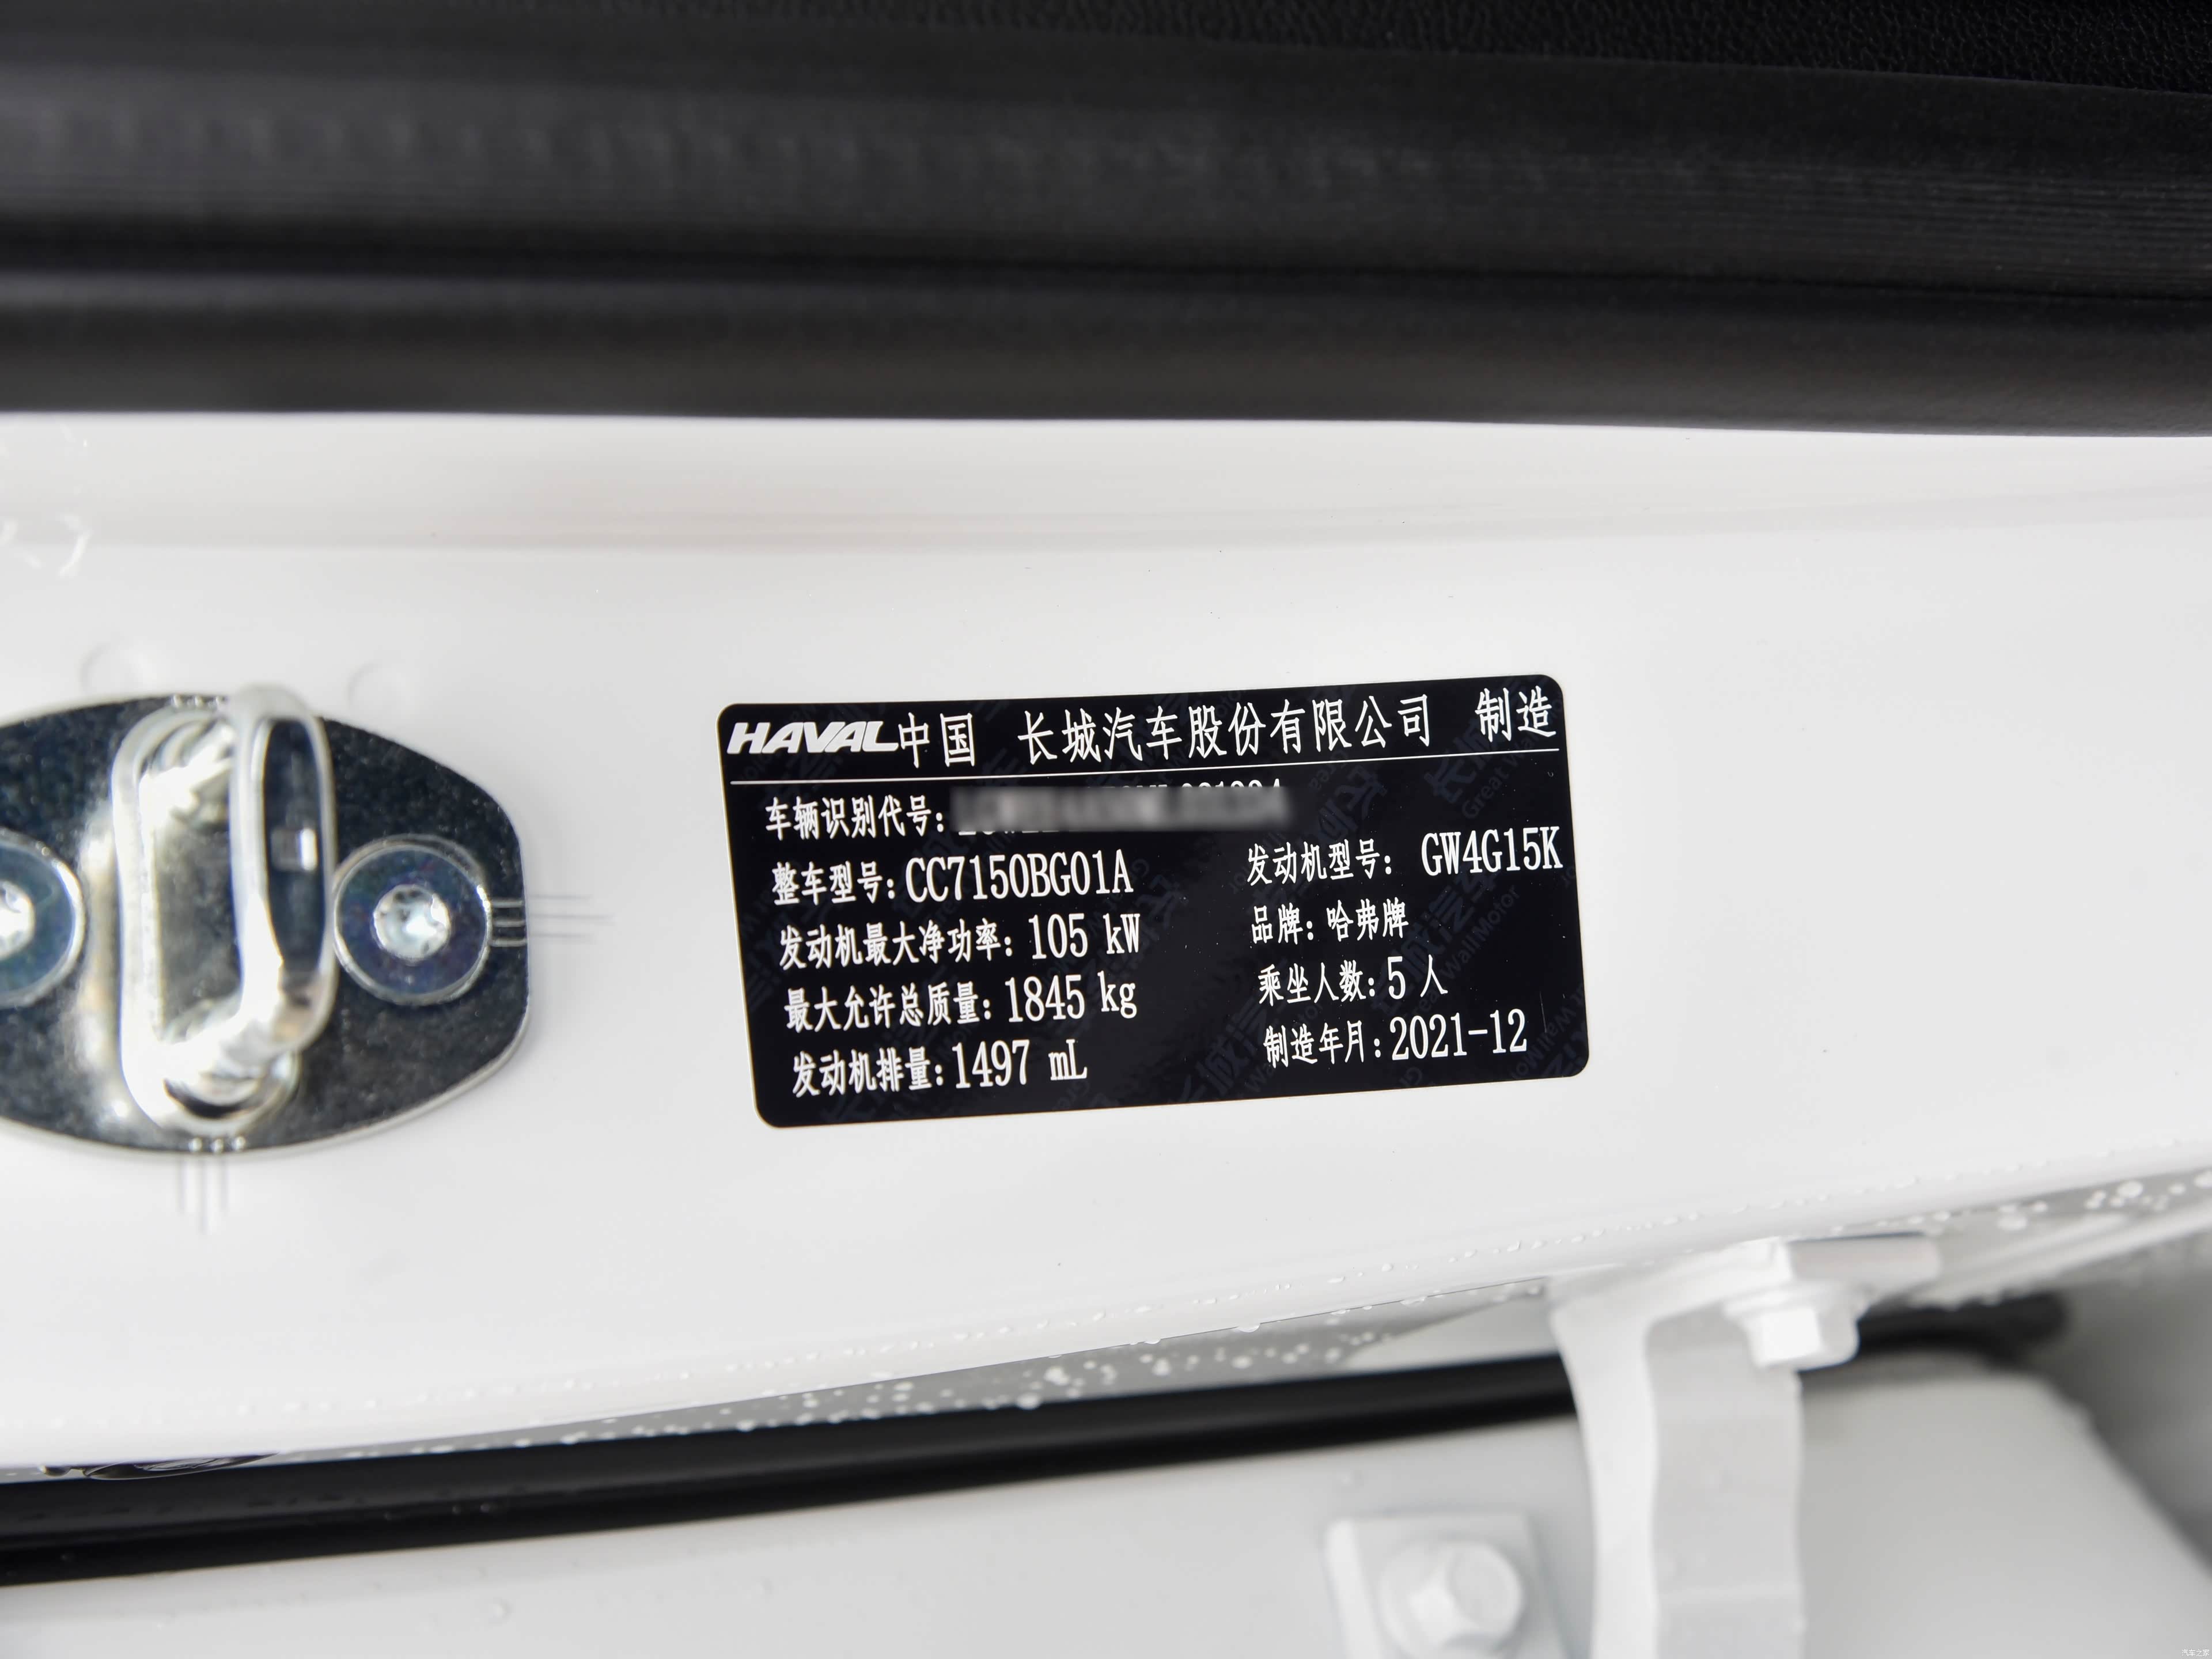 HAVAL中国 长城汽车股份有限公司 制造
车辆识别代号:
整车型号:CC7150BG01A 发动机型号: GW4G15K
发动机最大净功率: 105 kW 品牌: 哈弗牌
最大允许总质量: 1845 kg 乘坐人数: 5 人
发动机排量: 1497 mL 制造年月: 2021-12
汽车之家